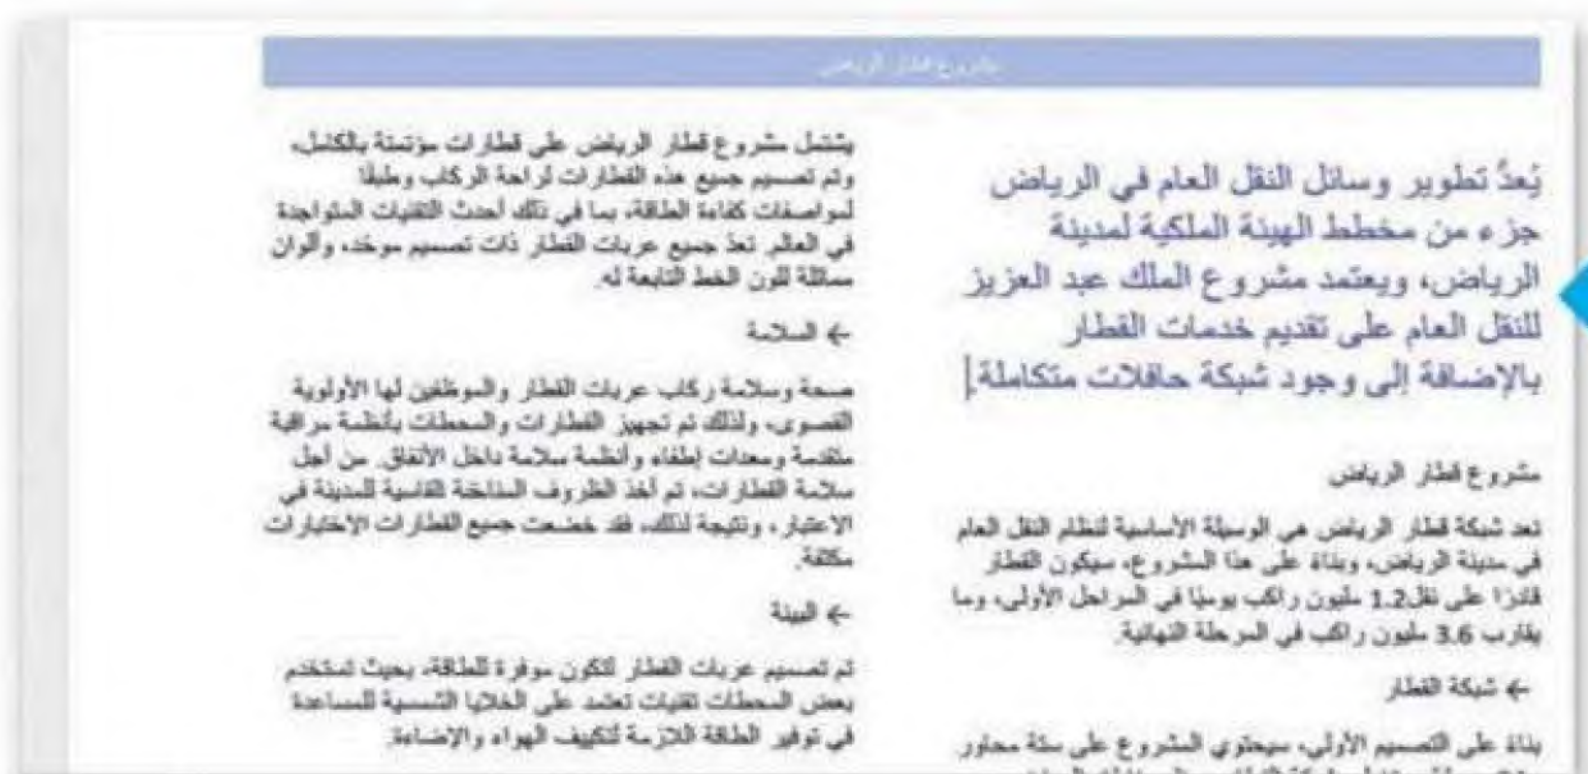 مشروع قطار الرياض
يُعدُّ تطوير وسائل النقل العام في الرياض
جزء من مخطط الهيئة الملكية لمدينة
الرياض، ويعتمد مشروع الملك عبد العزيز
للنقل العام على تقديم خدمات القطار
بالإضافة إلى وجود شبكة حافلات متكاملة.
مشروع قطار الرياض
تعد شبكة قطار الرياض هي الوسيلة الأساسية لنظام النقل العام
في مدينة الرياض، وبناءً على هذا المشروع، سيكون القطار
قادرًا على نقل1.2 مليون راكب يوميًا في المراحل الأولى، وما
يقارب 3.6 مليون راكب في المرحلة النهائية.
← شبكة القطار
بناءً على التصميم الأولي، سيحتوي المشروع على ستة محاور
يشتمل مشروع قطار الرياض على قطارات مؤتمتة بالكامل،
وتم تصميم جميع هذه القطارات لراحة الركاب وطبقًا
لمواصفات كفاءة الطاقة، بما في ذلك أحدث التقنيات المتواجدة
في العالم. تعدّ جميع عربات القطار ذات تصميم موحّد، وألوان
مماثلة للون الخط التابعة له.
← السلامة
صحة وسلامة ركاب عربات القطار والموظفين لها الأولوية
القصوى، ولذلك تم تجهيز القطارات والمحطات بأنظمة مراقبة
متقدمة ومعدات إطفاء وأنظمة سلامة داخل الأنفاق. من أجل
سلامة القطارات، تم أخذ الظروف المناخية القاسية للمدينة في
الاعتبار، ونتيجة لذلك، فقد خضعت جميع القطارات لاختبارات
مكثفة.
← البيئة
تم تصميم عربات القطار لتكون موفرة للطاقة، بحيث تستخدم
بعض المحطات تقنيات تعتمد على الخلايا الشمسية للمساعدة
في توفير الطاقة اللازمة لتكييف الهواء والإضاءة.